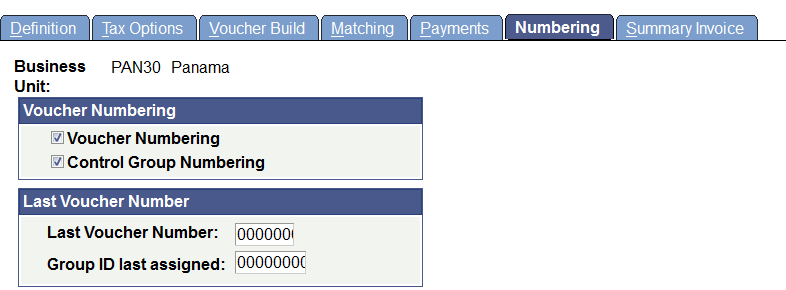 Definition Tax Options Voucher Build Matching Payments Numbering Summary Invoice
Business Unit: PAN30 Panama
Voucher Numbering
Voucher Numbering
Control Group Numbering
Last Voucher Number
Last Voucher Number: 000000
Group ID last assigned: 00000000